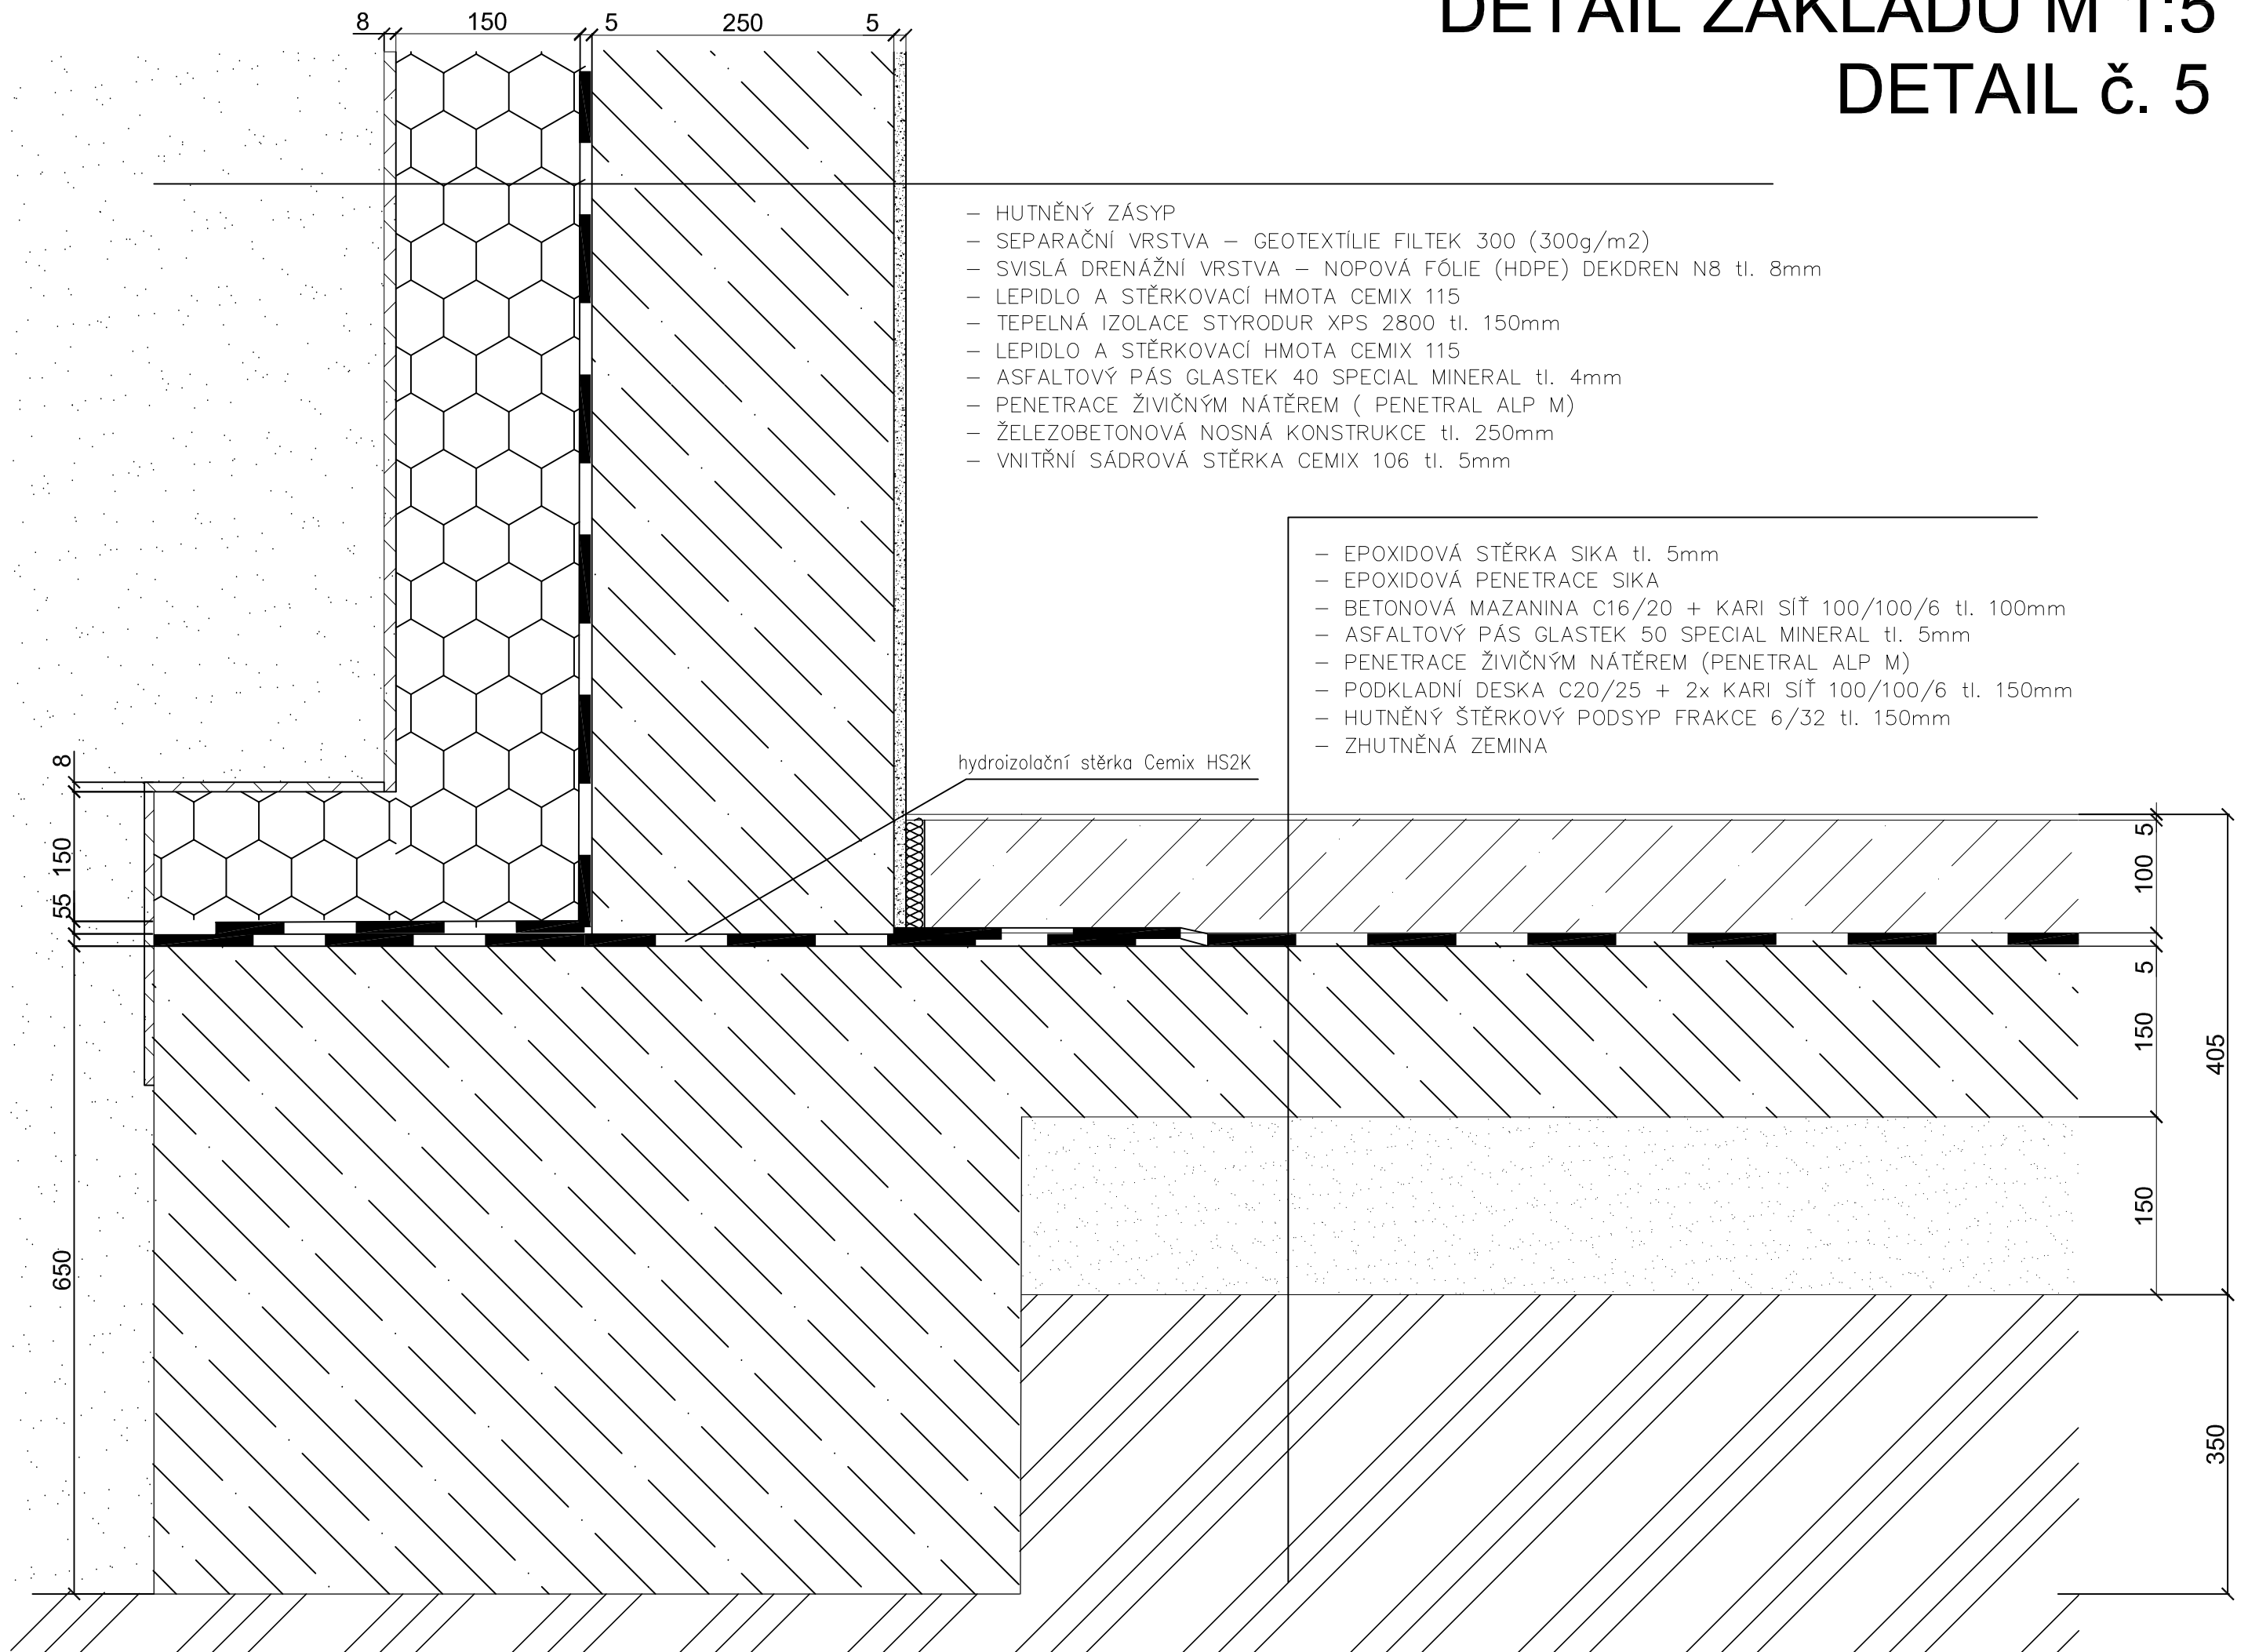 DETAIL ZÁKLADU M 1:5
DETAIL č. 5
8 150 5 250 5
– HUTNĚNÝ ZÁSYP
– SEPARAČNÍ VRSTVA – GEOTEXTÍLIE FILTEK 300 (300g/m2)
– SVISLÁ DRENÁŽNÍ VRSTVA – NOPOVÁ FÓLIE (HDPE) DEKDREN N8 tl. 8mm
– LEPIDLO A STĚRKOVACÍ HMOTA CEMIX 115
– TEPELNÁ IZOLACE STYRODUR XPS 2800 tl. 150mm
– LEPIDLO A STĚRKOVACÍ HMOTA CEMIX 115
– ASFALTOVÝ PÁS GLASTEK 40 SPECIAL MINERAL tl. 4mm
– PENETRACE ŽIVIČNÝM NÁTĚREM ( PENETRAL ALP M)
– ŽELEZOBETONOVÁ NOSNÁ KONSTRUKCE tl. 250mm
– VNITŘNÍ SÁDROVÁ STĚRKA CEMIX 106 tl. 5mm
– EPOXIDOVÁ STĚRKA SIKA tl. 5mm
– EPOXIDOVÁ PENETRACE SIKA
– BETONOVÁ MAZANINA C16/20 + KARI SÍŤ 100/100/6 tl. 100mm
– ASFALTOVÝ PÁS GLASTEK 50 SPECIAL MINERAL tl. 5mm
– PENETRACE ŽIVIČNÝM NÁTĚREM (PENETRAL ALP M)
– PODKLADNÍ DESKA C20/25 + 2x KARI SÍŤ 100/100/6 tl. 150mm
– HUTNĚNÝ ŠTĚRKOVÝ PODSYP FRAKCE 6/32 tl. 150mm
– ZHUTNĚNÁ ZEMINA
hydroizolační stěrka Cemix HS2K
8
150
55
650
5
100
5
150
150
405
350